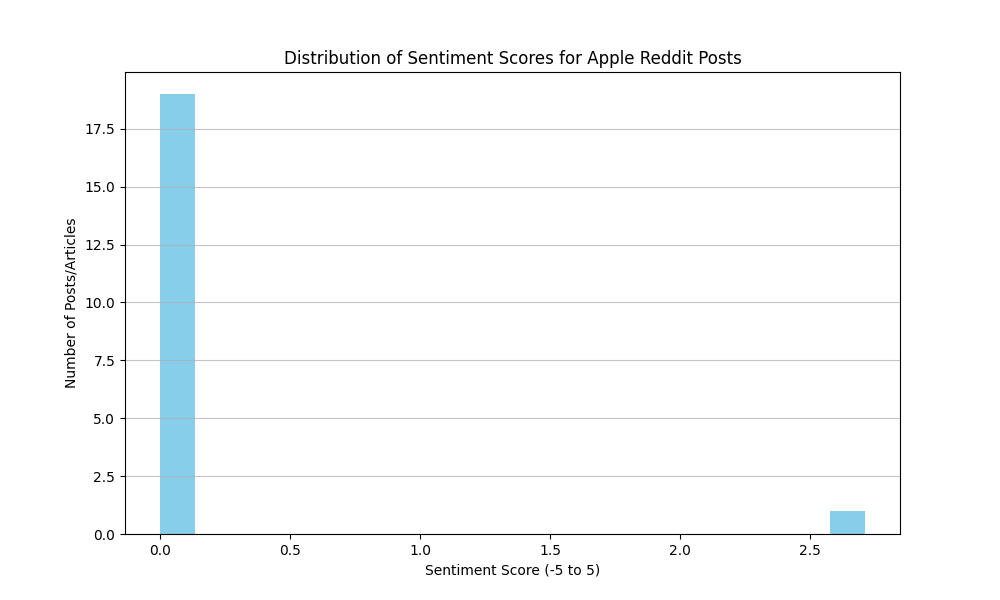 Distribution of Sentiment Scores for Apple Reddit Posts
Number of Posts/Articles
17.5
15.0
12.5
10.0
7.5
5.0
2.5
0.0
0.0 0.5 1.0 1.5 2.0 2.5
Sentiment Score (-5 to 5)